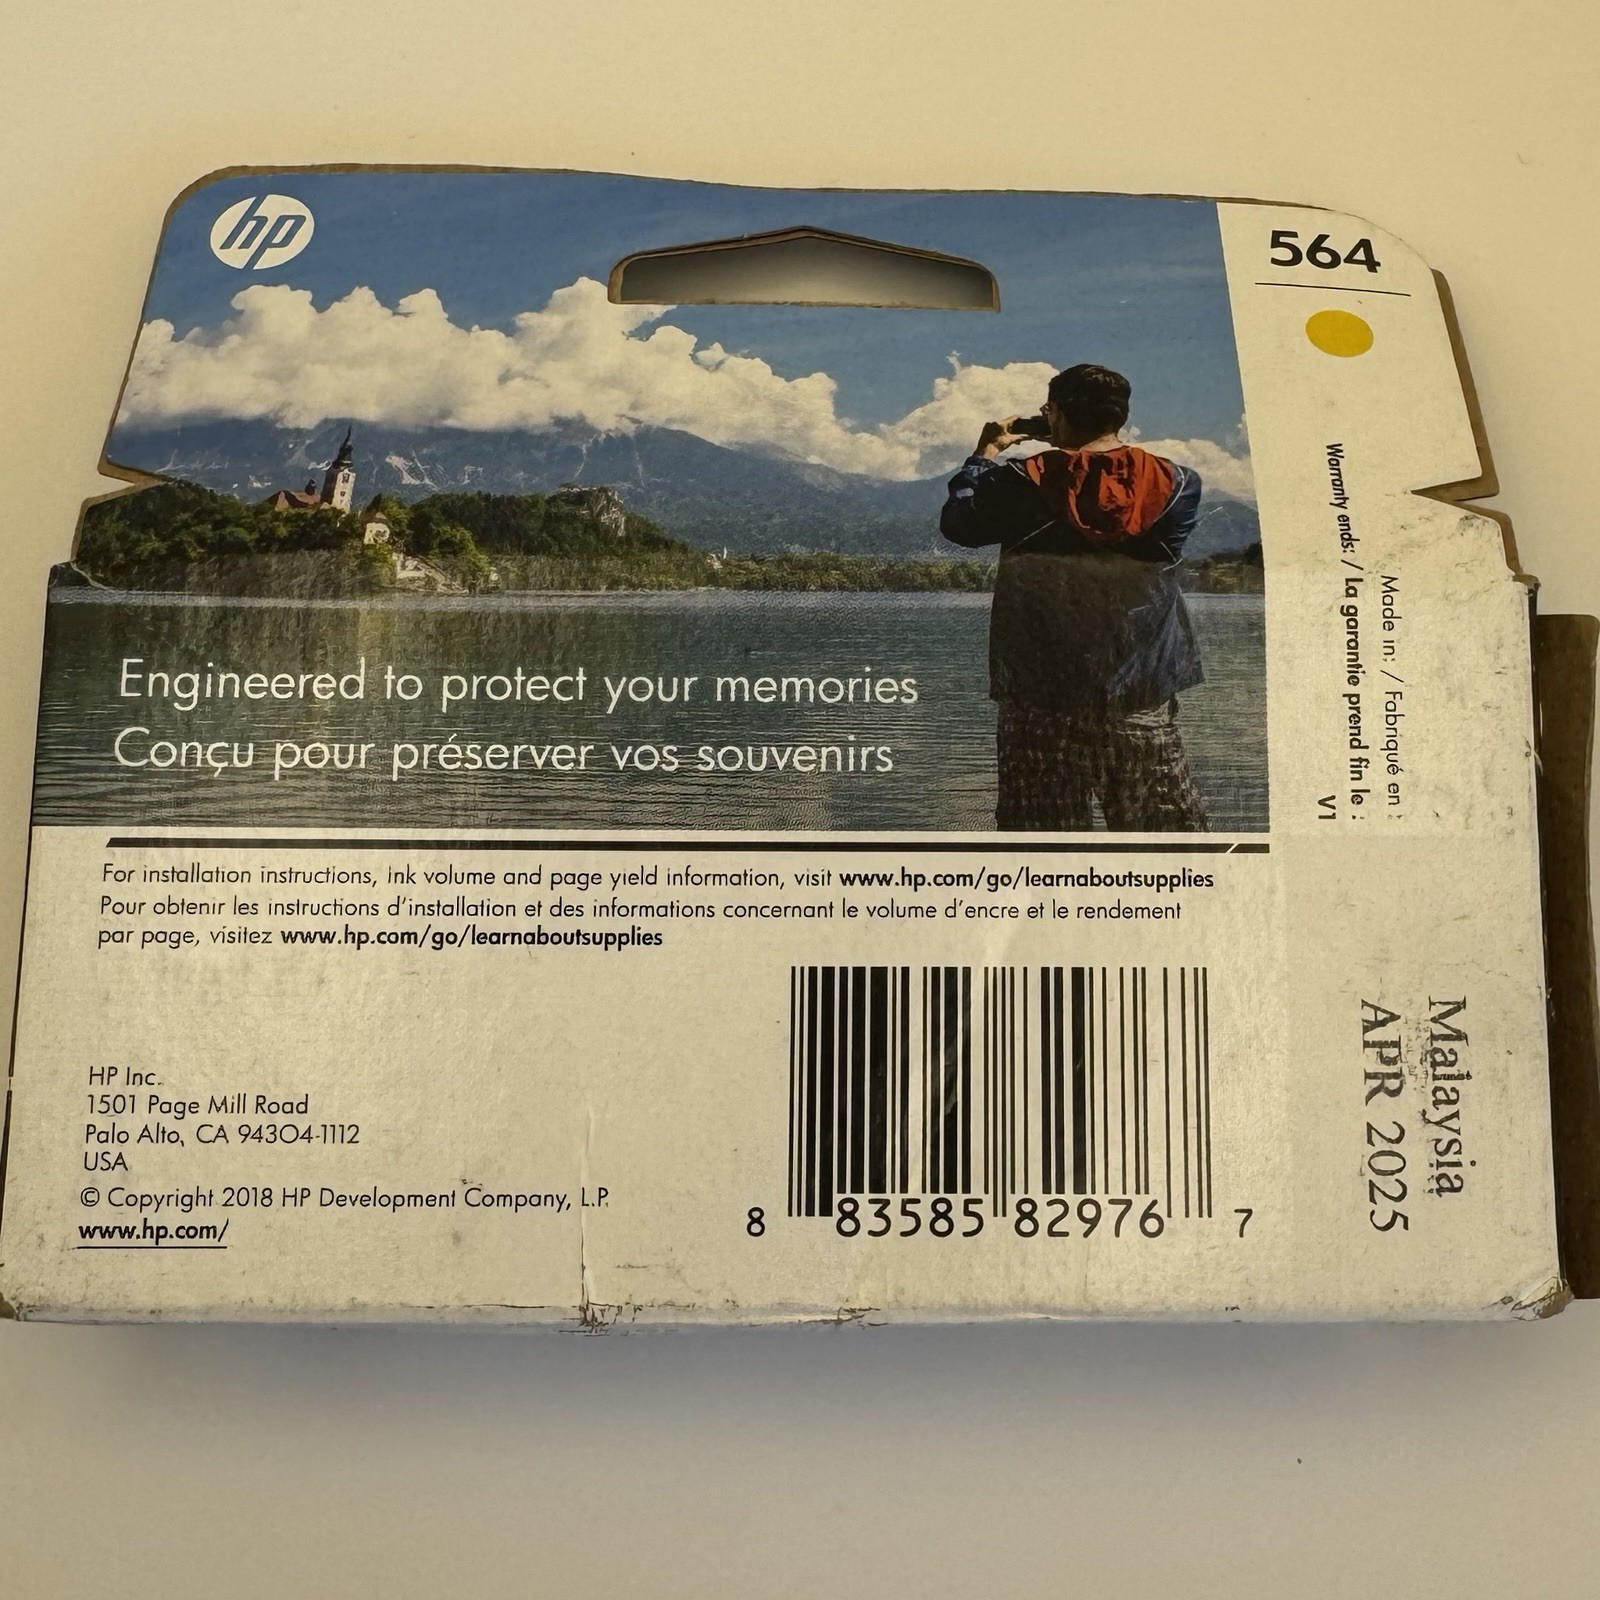 hp
564
Engineered to protect your memories
Conçu pour préserver vos souvenirs
Made in: / Fabriqué en :
Warranty ends: / La garantie prend fin le :
V1
For installation instructions, ink volume and page yield information, visit www.hp.com/go/learnaboutsupplies
Pour obtenir les instructions d'installation et des informations concernant le volume d'encre et le rendement
par page, visitez www.hp.com/go/learnaboutsupplies
Malaysia
APR 2025
HP Inc.
1501 Page Mill Road
Palo Alto, CA 94304-1112
USA
© Copyright 2018 HP Development Company, L.P.
www.hp.com/
8 83585 82976 7